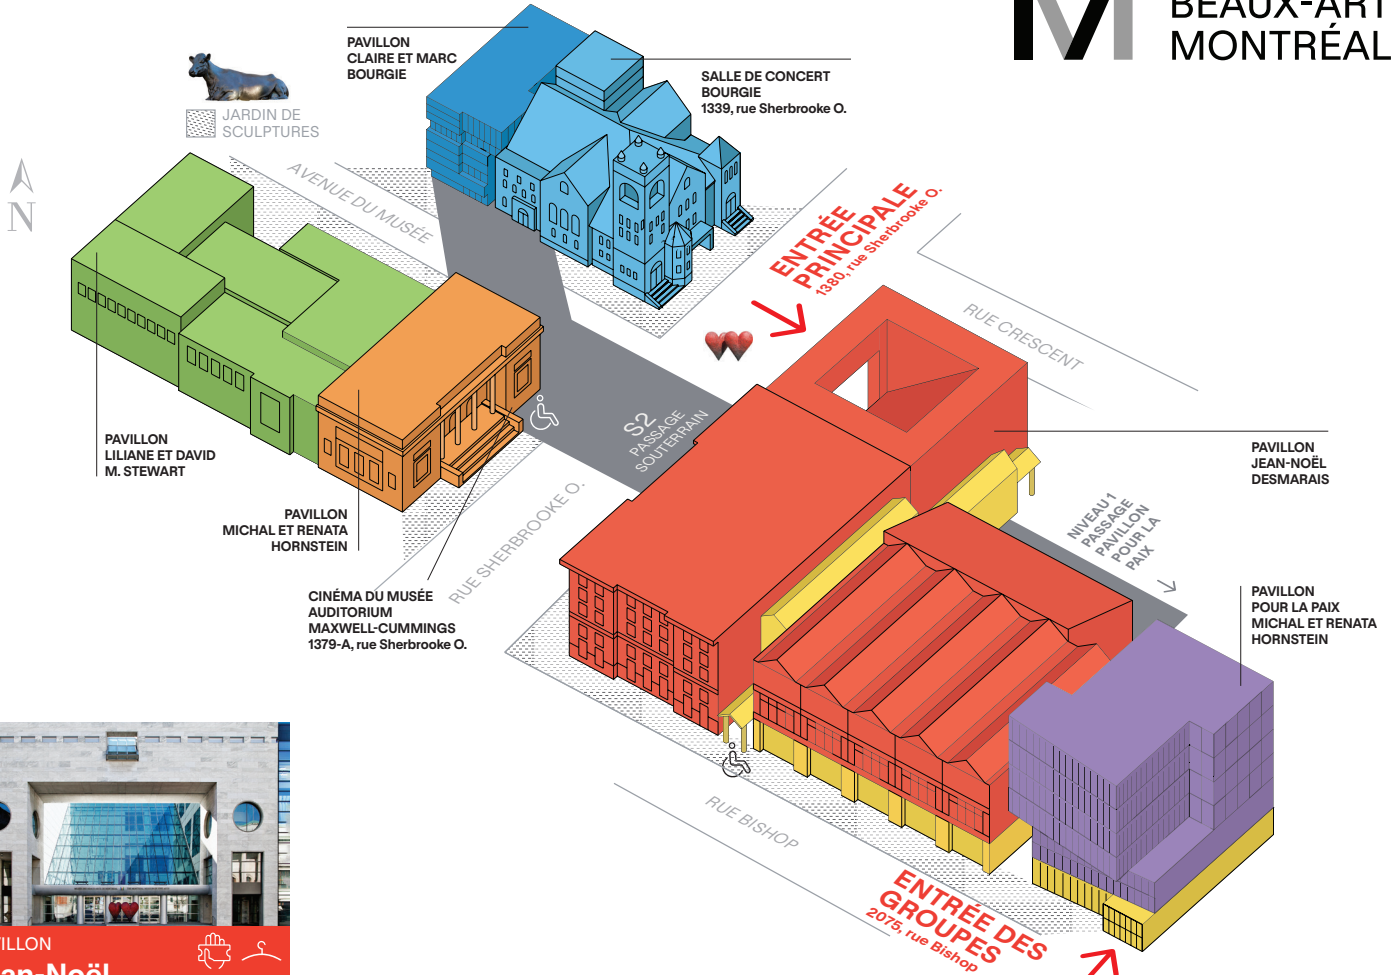 BEAUX-ART
MONTRÉAL
PAVILLON
CLAIRE ET MARC
BOURGIE
SALLE DE CONCERT
BOURGIE
1339, rue Sherbrooke O.
JARDIN DE
SCULPTURES
N
AVENUE DU MUSÉE
ENTRÉE
PRINCIPALE
1380, rue Sherbrooke O.
RUE CRESCENT
S2
PASSAGE
SOUTERRAIN
PAVILLON
LILIANE ET DAVID
M. STEWART
PAVILLON
JEAN-NOËL
DESMARAIS
PAVILLON
MICHAL ET RENATA
HORNSTEIN
RUE SHERBROOKE O.
NIVEAU 1
PASSAGE
PAVILLON
POUR LA
PAIX
CINÉMA DU MUSÉE
AUDITORIUM
MAXWELL-CUMMINGS
1379-A, rue Sherbrooke O.
PAVILLON
POUR LA PAIX
MICHAL ET RENATA
HORNSTEIN
RUE BISHOP
ENTRÉE DES
GROUPES
2075, rue Bishop
VILLON
an-Noël